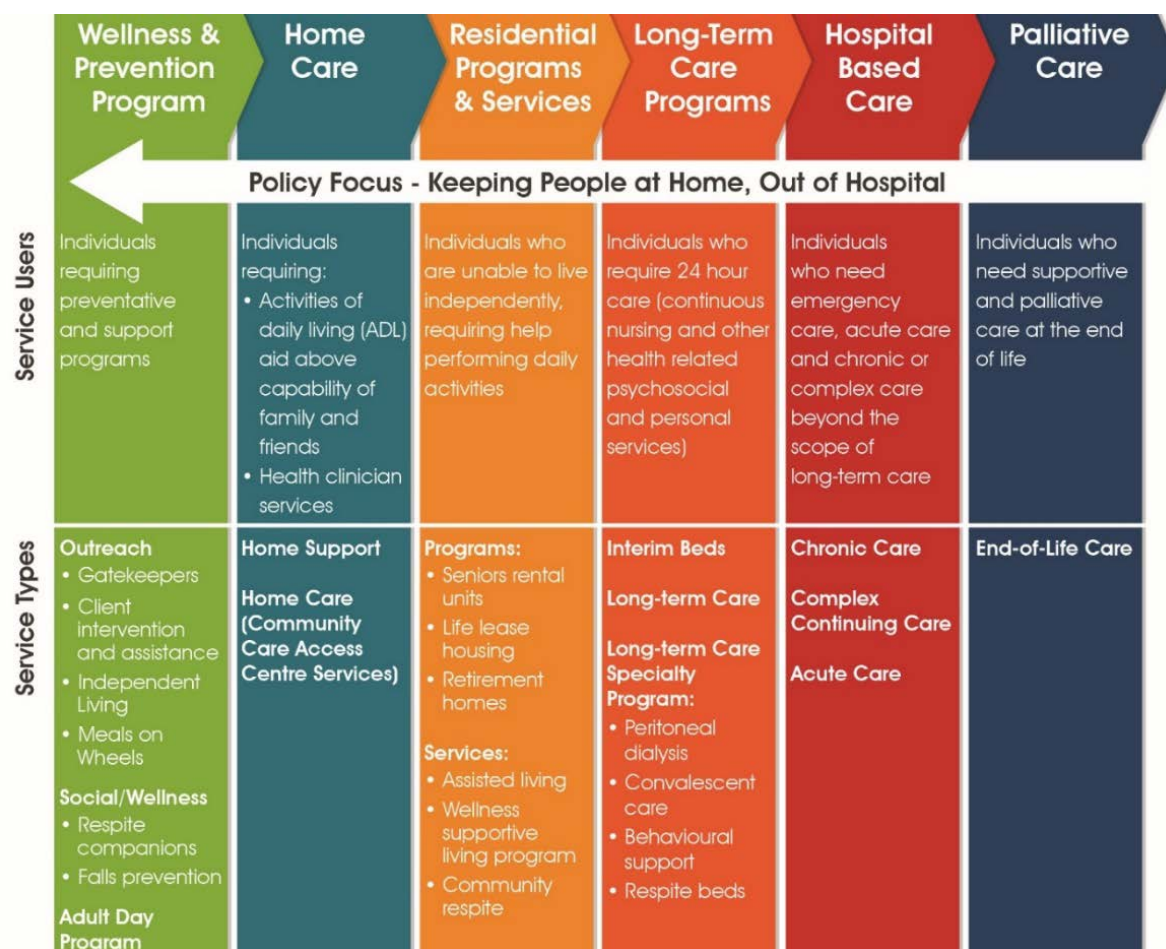 Wellness &
Prevention
Program
Home
Care
Residential
Programs
& Services
Long-Term
Care
Programs
Hospital
Based
Care
Palliative
Care
Policy Focus - Keeping People at Home, Out of Hospital
Service Users
Individuals
requiring
preventative
and support
programs
Individuals
requiring:
• Activities of
daily living (ADL)
aid above
capability of
family and
friends
• Health clinician
services
Individuals who
are unable to live
independently,
requiring help
performing daily
activities
Individuals who
require 24 hour
care (continuous
nursing and other
health related
psychosocial
and personal
services)
Individuals
who need
emergency
care, acute care
and chronic or
complex care
beyond the
scope of
long-term care
Individuals who
need supportive
and palliative
care at the end
of life
Service Types
Outreach
• Gatekeepers
• Client
intervention
and assistance
• Independent
Living
• Meals on
Wheels
Social/Wellness
• Respite
companions
• Falls prevention
Adult Day
Program
Home Support
Home Care
(Community
Care Access
Centre Services)
Programs:
• Seniors rental
units
• Life lease
housing
• Retirement
homes
Services:
• Assisted living
• Wellness
supportive
living program
• Community
respite
Interim Beds
Long-term Care
Long-term Care
Specialty
Program:
• Peritoneal
dialysis
• Convalescent
care
• Behavioural
support
• Respite beds
Chronic Care
Complex
Continuing Care
Acute Care
End-of-Life Care